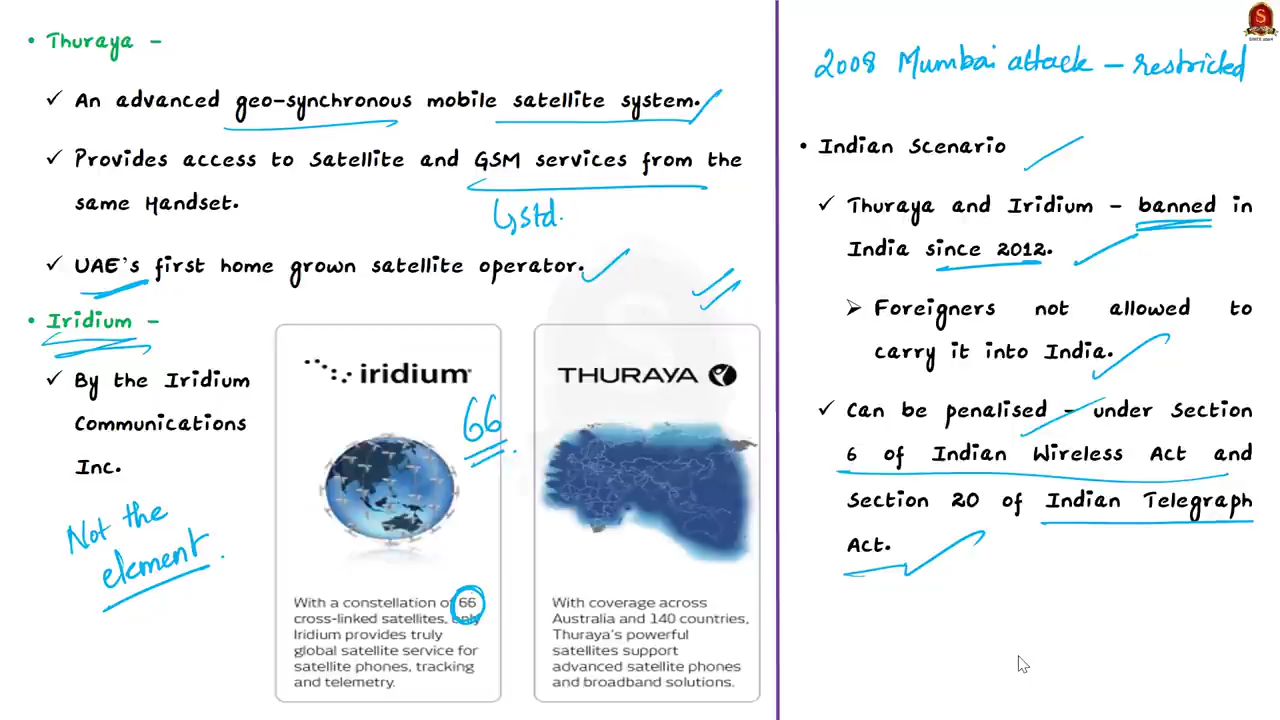 • Thuraya -
✓ An advanced geo-synchronous mobile satellite system.
✓ Provides access to Satellite and GSM services from the
same Handset.
↳ std.
✓ UAE's first home grown satellite operator.
• Iridium -
✓ By the Iridium
Communications
Inc.
Not the
element.
iridium
66
With a constellation of 66
cross-linked satellites, only
Iridium provides truly
global satellite service for
satellite phones, tracking
and telemetry.
THURAYA
With coverage across
Australia and 140 countries,
Thuraya's powerful
satellites support
advanced satellite phones
and broadband solutions.
S
SINCE 2004
2008 Mumbai attack - restricted
• Indian Scenario
✓ Thuraya and Iridium - banned in
India since 2012.
➢ Foreigners not allowed to
carry it into India.
✓ Can be penalised - under Section
6 of Indian Wireless Act and
Section 20 of Indian Telegraph
Act.